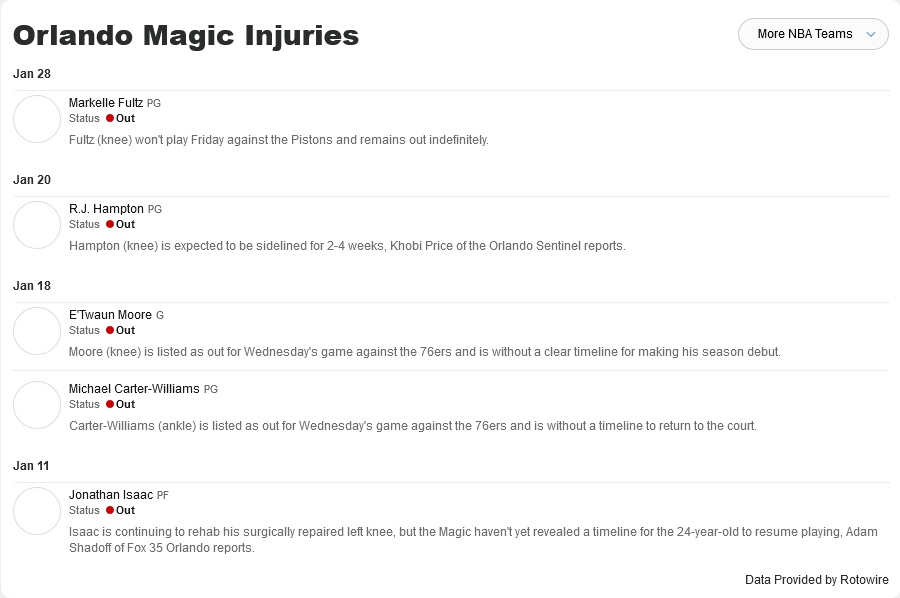 Orlando Magic Injuries
More NBA Teams
Jan 28
Markelle Fultz PG
Status Out
Fultz (knee) won't play Friday against the Pistons and remains out indefinitely.
Jan 20
R.J. Hampton PG
Status Out
Hampton (knee) is expected to be sidelined for 2-4 weeks, Khobi Price of the Orlando Sentinel reports.
Jan 18
E'Twaun Moore G
Status Out
Moore (knee) is listed as out for Wednesday's game against the 76ers and is without a clear timeline for making his season debut.
Michael Carter-Williams PG
Status Out
Carter-Williams (ankle) is listed as out for Wednesday's game against the 76ers and is without a timeline to return to the court.
Jan 11
Jonathan Isaac PF
Status Out
Isaac is continuing to rehab his surgically repaired left knee, but the Magic haven't yet revealed a timeline for the 24-year-old to resume playing, Adam
Shadoff of Fox 35 Orlando reports.
Data Provided by Rotowire